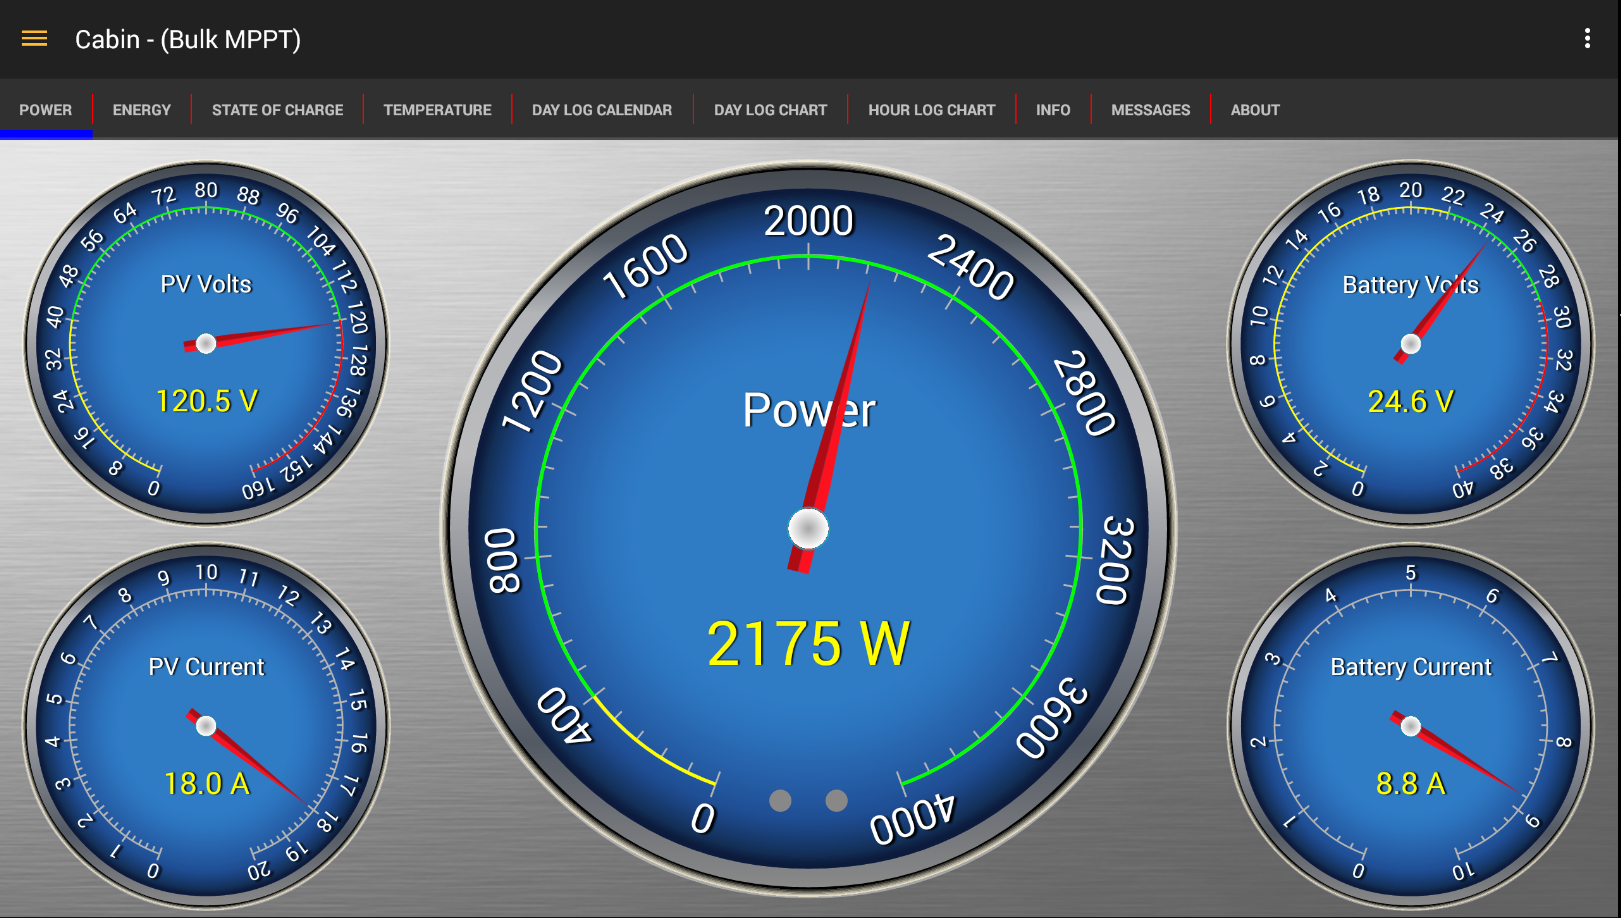 Cabin - (Bulk MPPT)
POWER ENERGY STATE OF CHARGE TEMPERATURE DAY LOG CALENDAR DAY LOG CHART HOUR LOG CHART INFO MESSAGES ABOUT
0 8 16 24 32 40 48 56 64 72 80 88 96 104 112 120 128 136 144 152 160
PV Volts
120.5 V
0 1 2 3 4 5 6 7 8 9 10 11 12 13 14 15 16 17 18 19 20
PV Current
18.0 A
0 400 800 1200 1600 2000 2400 2800 3200 3600 4000
Power
2175 W
0 2 4 6 8 10 12 14 16 18 20 22 24 26 28 30 32 34 36 38 40
Battery Volts
24.6 V
0 1 2 3 4 5 6 7 8 9 10
Battery Current
8.8 A